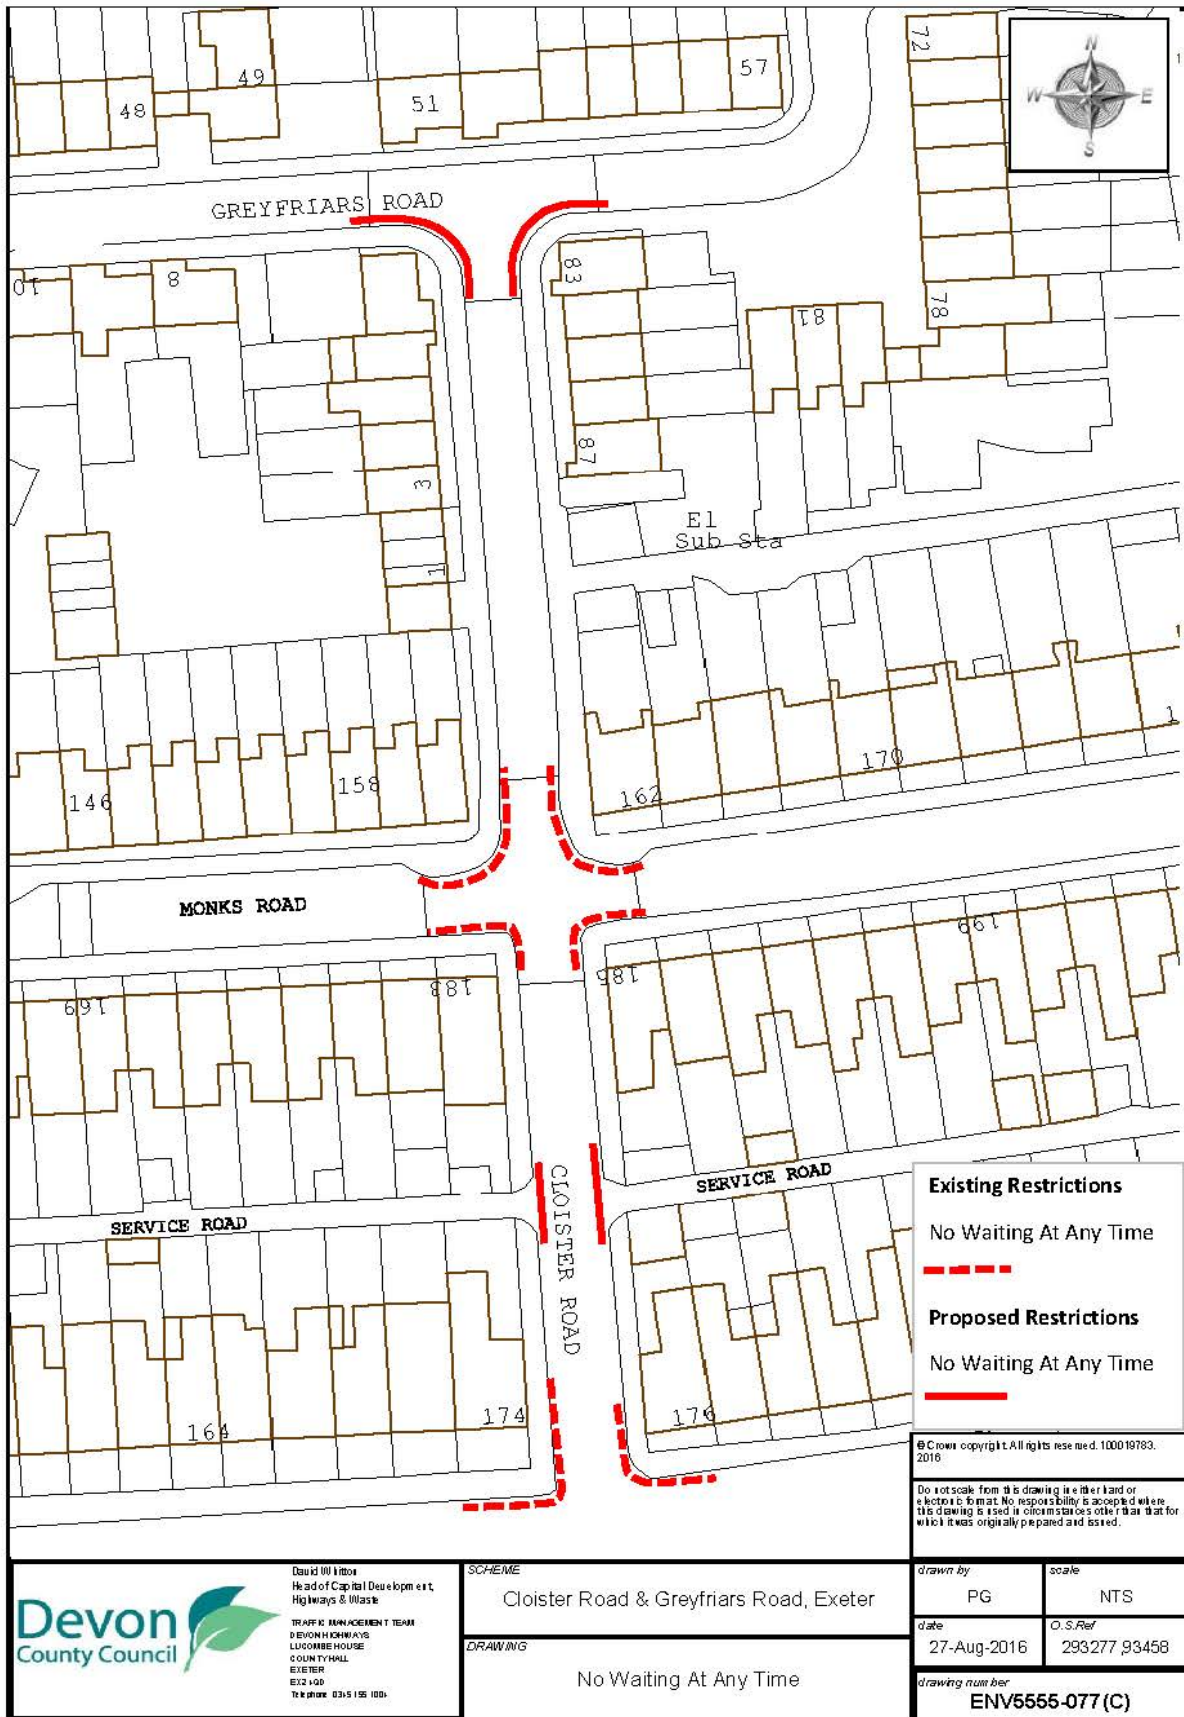 N
W E
S
72
49
48
51
57
GREYFRIARS ROAD
10
8
83
81
78
87
3
1
El
Sub Sta
146
158
162
170
MONKS ROAD
169
183
185
199
CLOISTER ROAD
SERVICE ROAD
SERVICE ROAD
164
174
176
Existing Restrictions
No Waiting At Any Time
Proposed Restrictions
No Waiting At Any Time
© Crown copyright. All rights reserved. 100019783.
2016
Do not scale from this drawing in either hard or
electronic format. No responsibility is accepted where
this drawing is used in circumstances other than that for
which it was originally prepared and issued.
Devon
County Council
David Whitton
Head of Capital Development,
Highways & Waste
TRAFFIC MANAGEMENT TEAM
DEVON HIGHWAYS
LUCOMBE HOUSE
COUNTY HALL
EXETER
EX2 4QD
Telephone
SCHEME
Cloister Road & Greyfriars Road, Exeter
DRAWING
No Waiting At Any Time
drawn by
PG
scale
NTS
date
27-Aug-2016
O.S.Ref
293277,93458
drawing number
ENV5555-077(C)